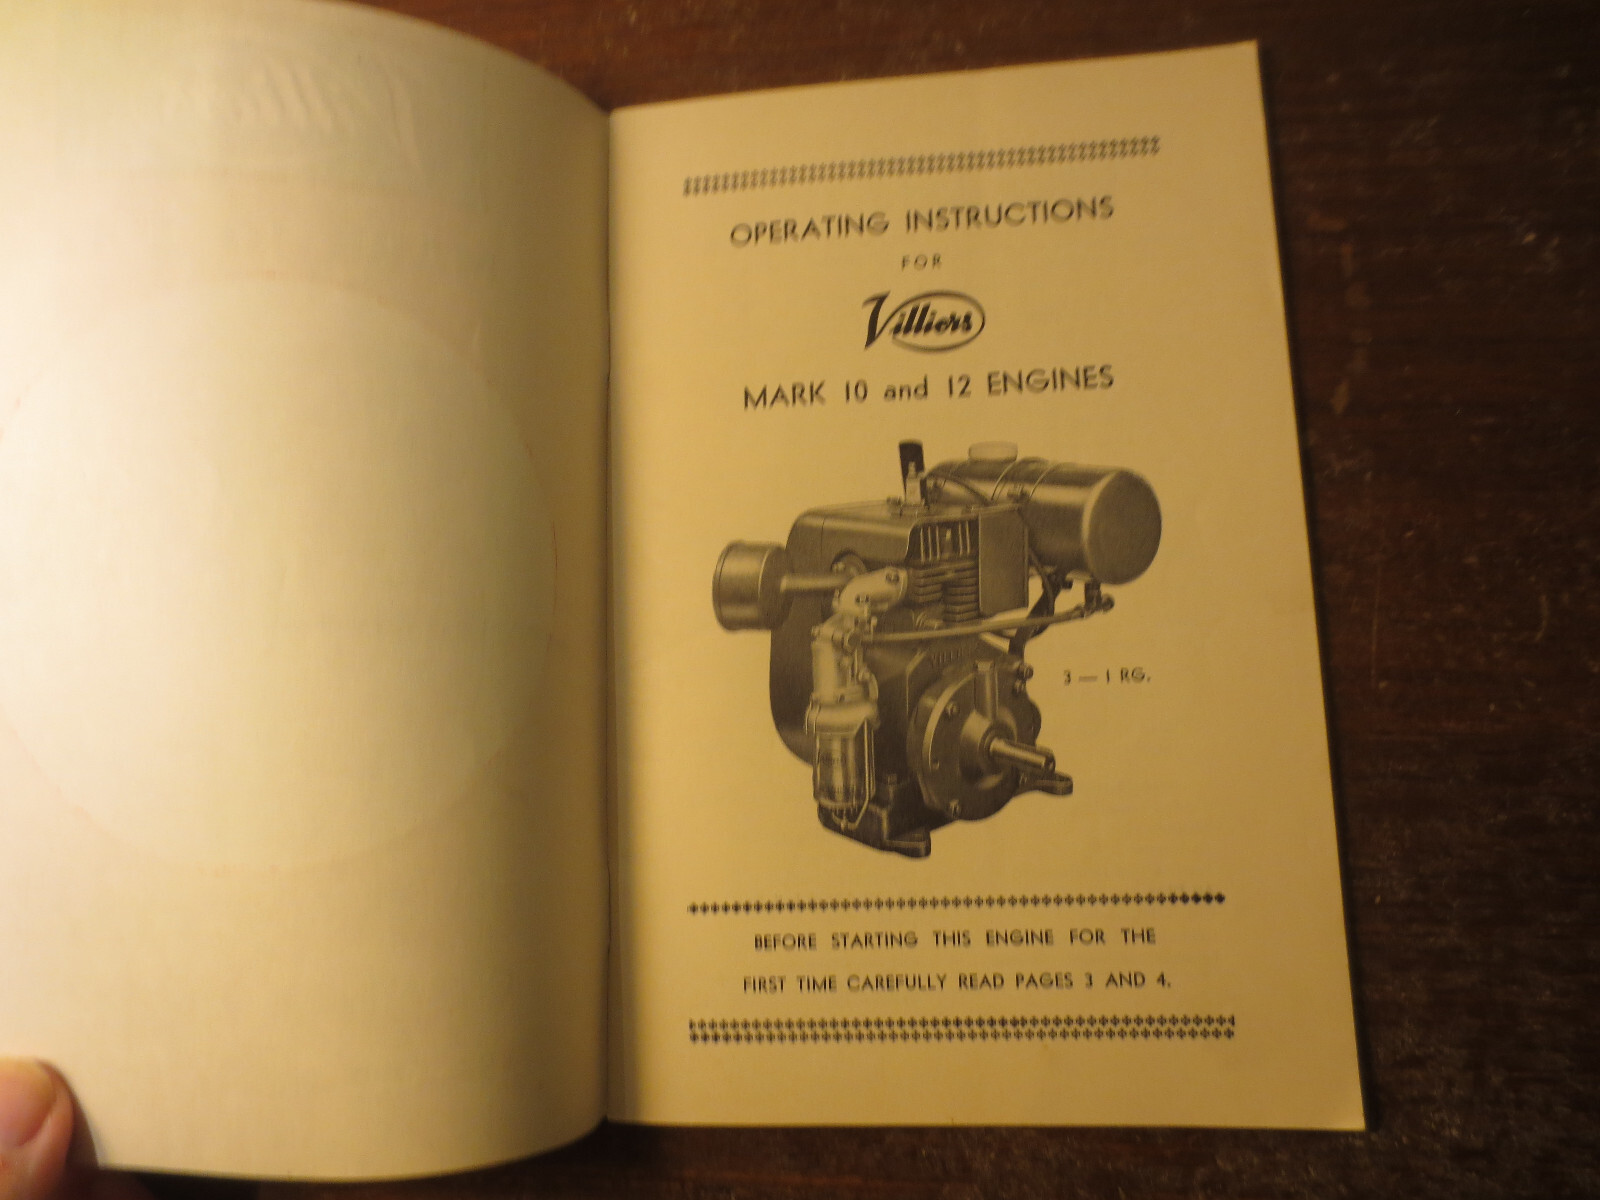 OPERATING INSTRUCTIONS
FOR
Villiers
MARK 10 and 12 ENGINES
3 — 1 RG.
BEFORE STARTING THIS ENGINE FOR THE
FIRST TIME CAREFULLY READ PAGES 3 AND 4.